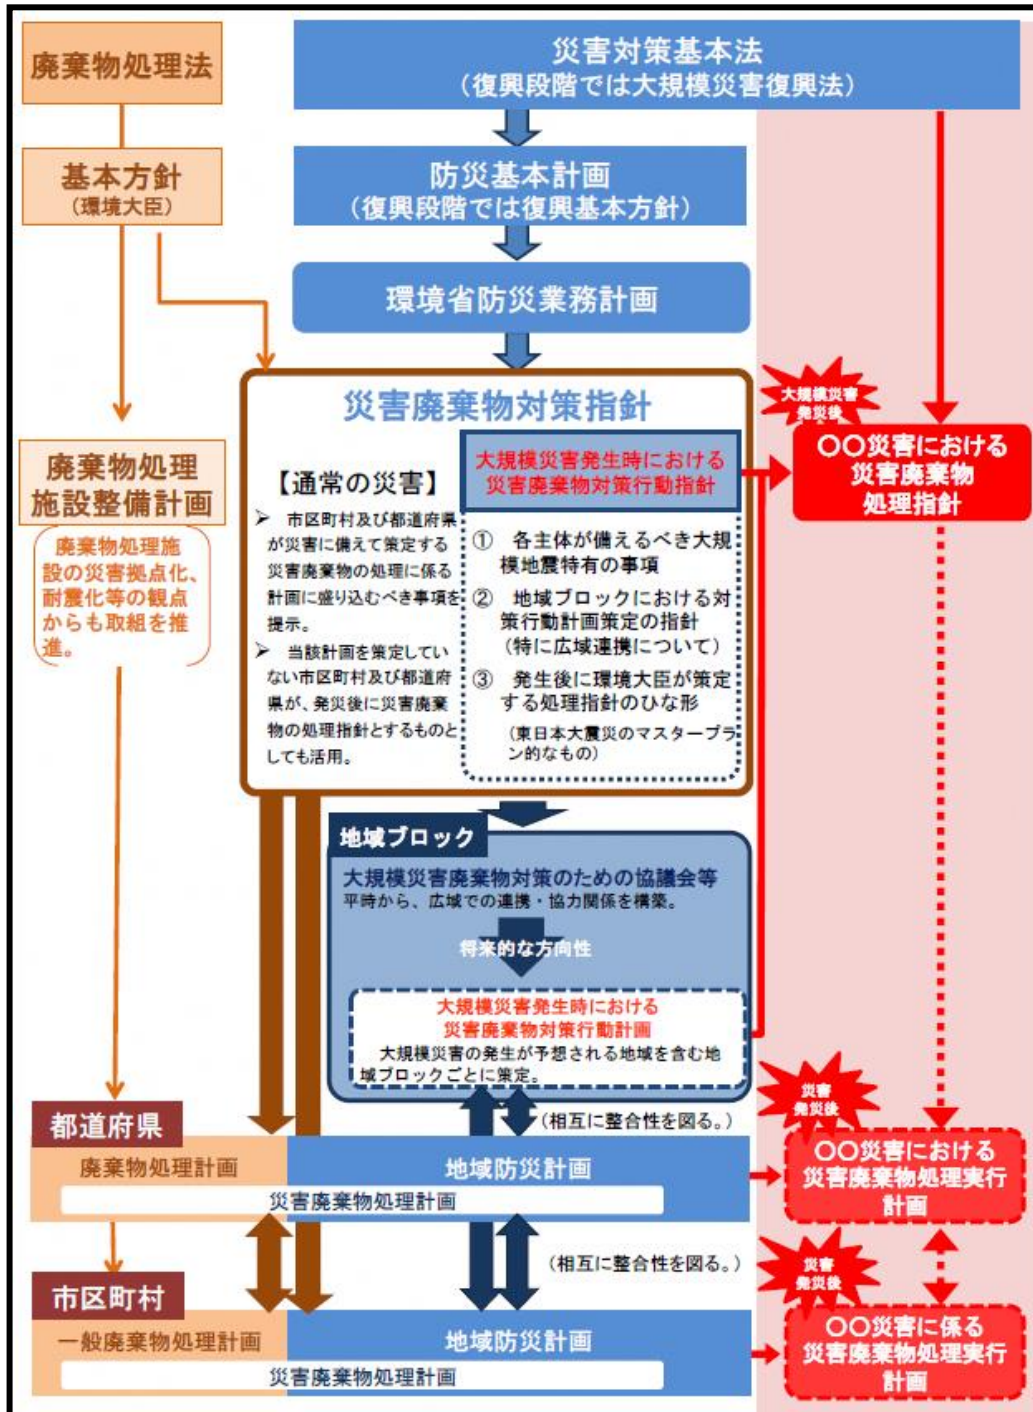 廃棄物処理法
災害対策基本法
(復興段階では大規模災害復興法)
基本方針
(環境大臣)
防災基本計画
(復興段階では復興基本方針)
環境省防災業務計画
災害廃棄物対策指針
【通常の災害】
➢ 市区町村及び都道府県
が災害に備えて策定する
災害廃棄物の処理に係る
計画に盛り込むべき事項を
提示。
➢ 当該計画を策定してい
ない市区町村及び都道府
県が、発災後に災害廃棄
物の処理指針とするものと
しても活用。
大規模災害発生時における
災害廃棄物対策行動指針
① 各主体が備えるべき大規
模地震特有の事項
② 地域ブロックにおける対
策行動計画策定の指針
(特に広域連携について)
③ 発生後に環境大臣が策定
する処理指針のひな形
(東日本大震災のマスタープラ
ン的なもの)
大規模災害
発災後
〇〇災害における
災害廃棄物
処理指針
廃棄物処理
施設整備計画
廃棄物処理施
設の災害拠点化、
耐震化等の観点
からも取組を推
進。
地域ブロック
大規模災害廃棄物対策のための協議会等
平時から、広域での連携・協力関係を構築。
将来的な方向性
大規模災害発生時における
災害廃棄物対策行動計画
大規模災害の発生が予想される地域を含む地
域ブロックごとに策定。
(相互に整合性を図る。)
都道府県
廃棄物処理計画
地域防災計画
災害廃棄物処理計画
災害
発災後
〇〇災害における
災害廃棄物処理実行
計画
(相互に整合性を図る。)
市区町村
一般廃棄物処理計画
地域防災計画
災害廃棄物処理計画
災害
発災後
〇〇災害に係る
災害廃棄物処理実行
計画